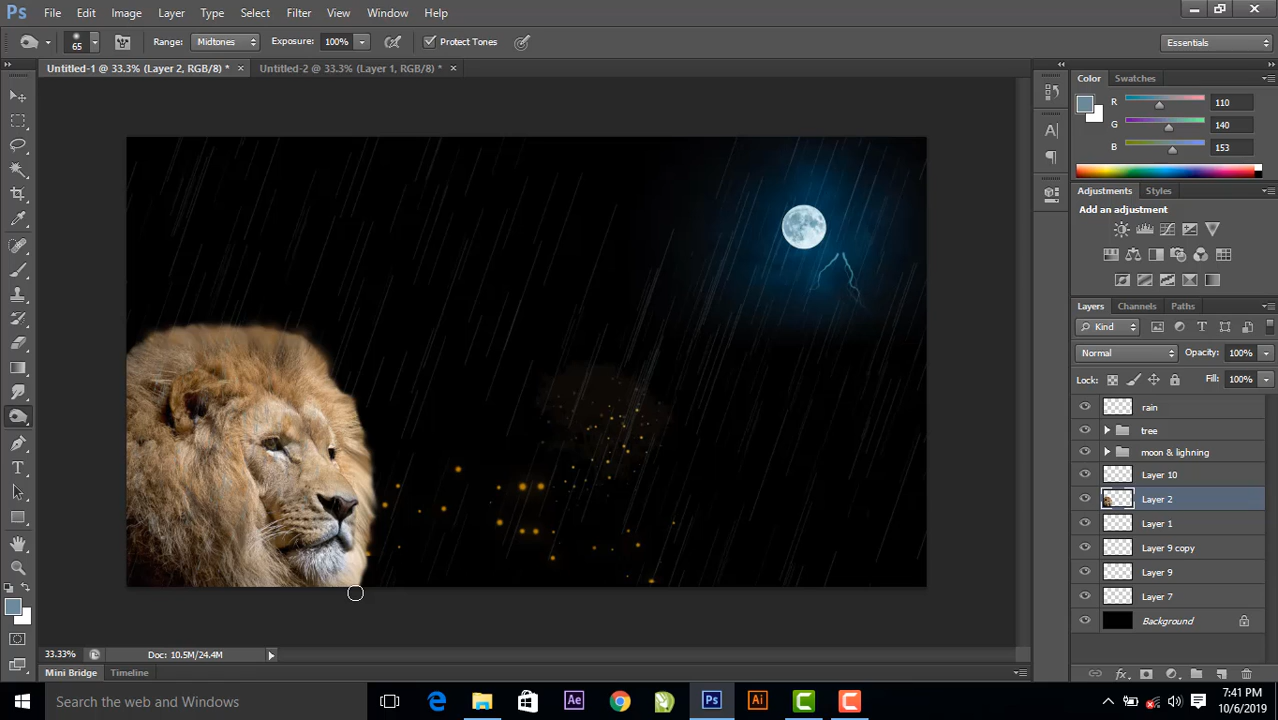 Ps File Edit Image Layer Type Select Filter 3D View Window Help
65 Range: Midtones Exposure: 100% Protect Tones Essentials
Untitled-1 @ 33.3% (Layer 2, RGB/8) * × Untitled-2 @ 33.3% (Layer 1, RGB/8) * ×
Color Swatches
R 110
G 140
B 153
Adjustments Styles
Add an adjustment
Layers Channels Paths
Kind
Normal Opacity: 100%
Lock: Fill: 100%
rain
tree
moon & lighning
Layer 10
Layer 2
Layer 1
Layer 9 copy
Layer 9
Layer 7
Background
33.33% Doc: 10.5M/24.4M
Mini Bridge Timeline
Search the web and Windows
Ae Ps Ai
7:41 PM
10/6/2019